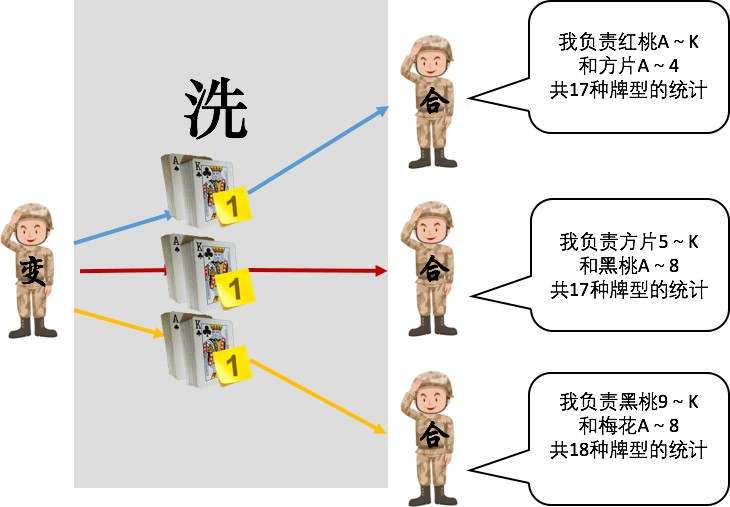 洗
变
合
我负责红桃A～K
和方片A～4
共17种牌型的统计
A
K
1
合
我负责方片5～K
和黑桃A～8
共17种牌型的统计
A
K
1
合
我负责黑桃9～K
和梅花A～8
共18种牌型的统计
A
K
1